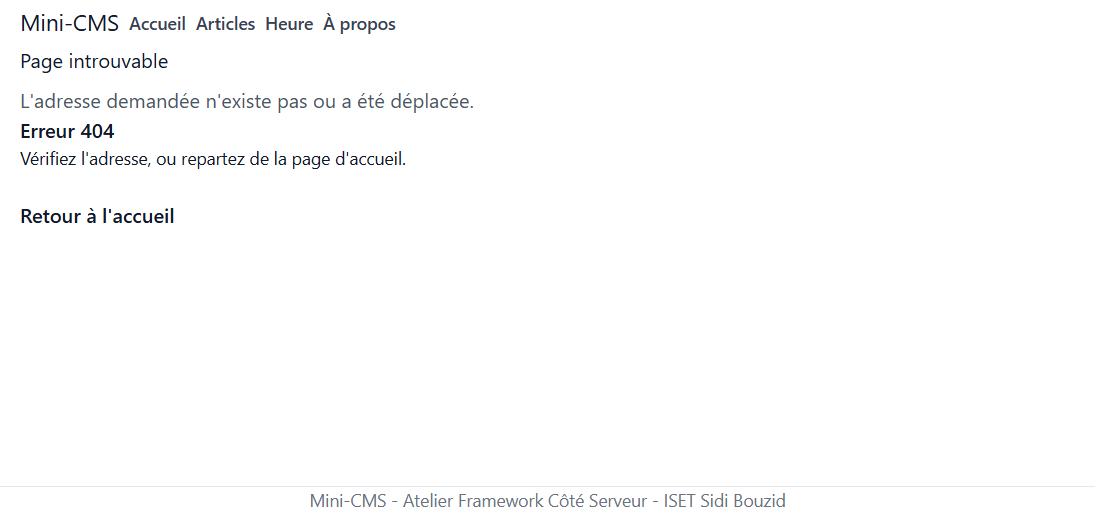 Mini-CMS Accueil Articles Heure À propos
Page introuvable
L'adresse demandée n'existe pas ou a été déplacée.
Erreur 404
Vérifiez l'adresse, ou repartez de la page d'accueil.
Retour à l'accueil
Mini-CMS - Atelier Framework Côté Serveur - ISET Sidi Bouzid